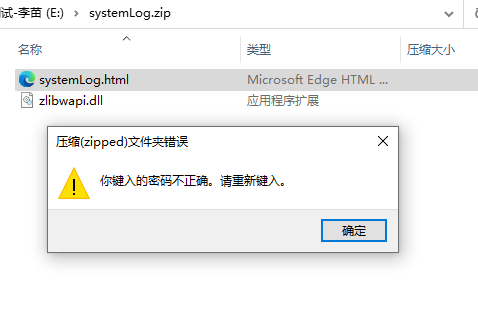 试-李苗 (E:) › systemLog.zip
名称 类型 压缩大小
systemLog.html Microsoft Edge HTML ...
zlibwapi.dll 应用程序扩展
压缩(zipped)文件夹错误
你键入的密码不正确。请重新键入。
确定